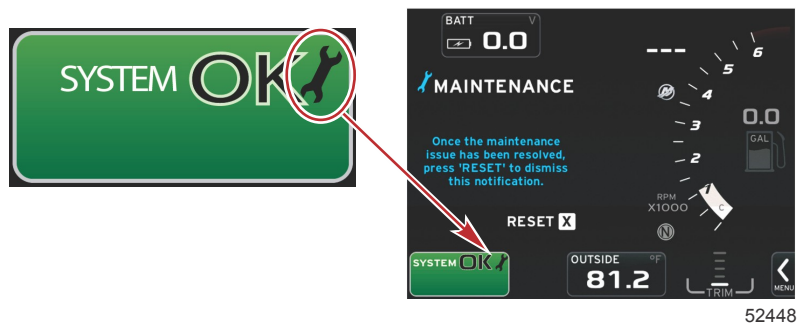 SYSTEM OK
BATT V
0.0
MAINTENANCE
Once the maintenance
issue has been resolved,
press 'RESET' to dismiss
this notification.
RESET X
---
6
5
4
3
2
1
C
RPM
X1000
N
0.0
GAL
SYSTEM OK
OUTSIDE °F
81.2
TRIM
MENU
52448